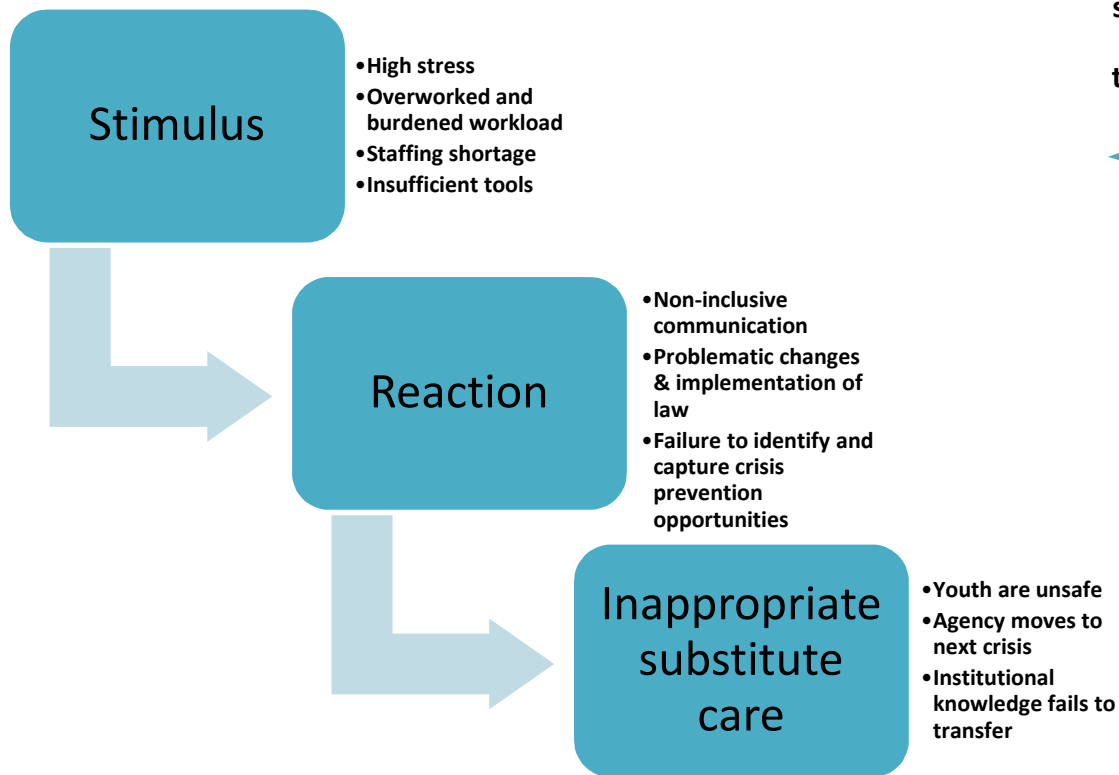 Stimulus
•High stress
•Overworked and
burdened workload
•Staffing shortage
•Insufficient tools
Reaction
•Non-inclusive
communication
•Problematic changes
& implementation of
law
•Failure to identify and
capture crisis
prevention
opportunities
Inappropriate
substitute
care
•Youth are unsafe
•Agency moves to
next crisis
•Institutional
knowledge fails to
transfer